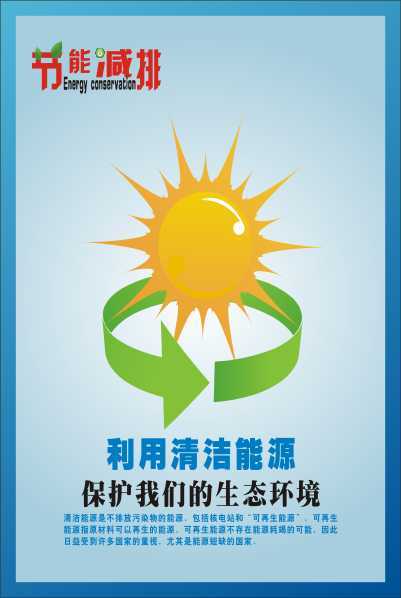 节能减排
Energy conservation
利用清洁能源
保护我们的生态环境
清洁能源是不排放污染物的能源，包括核电站和“可再生能源”。可再生
能源指原材料可以再生的能源，可再生能源不存在能源耗竭的可能，因此
日益受到许多国家的重视，尤其是能源短缺的国家。